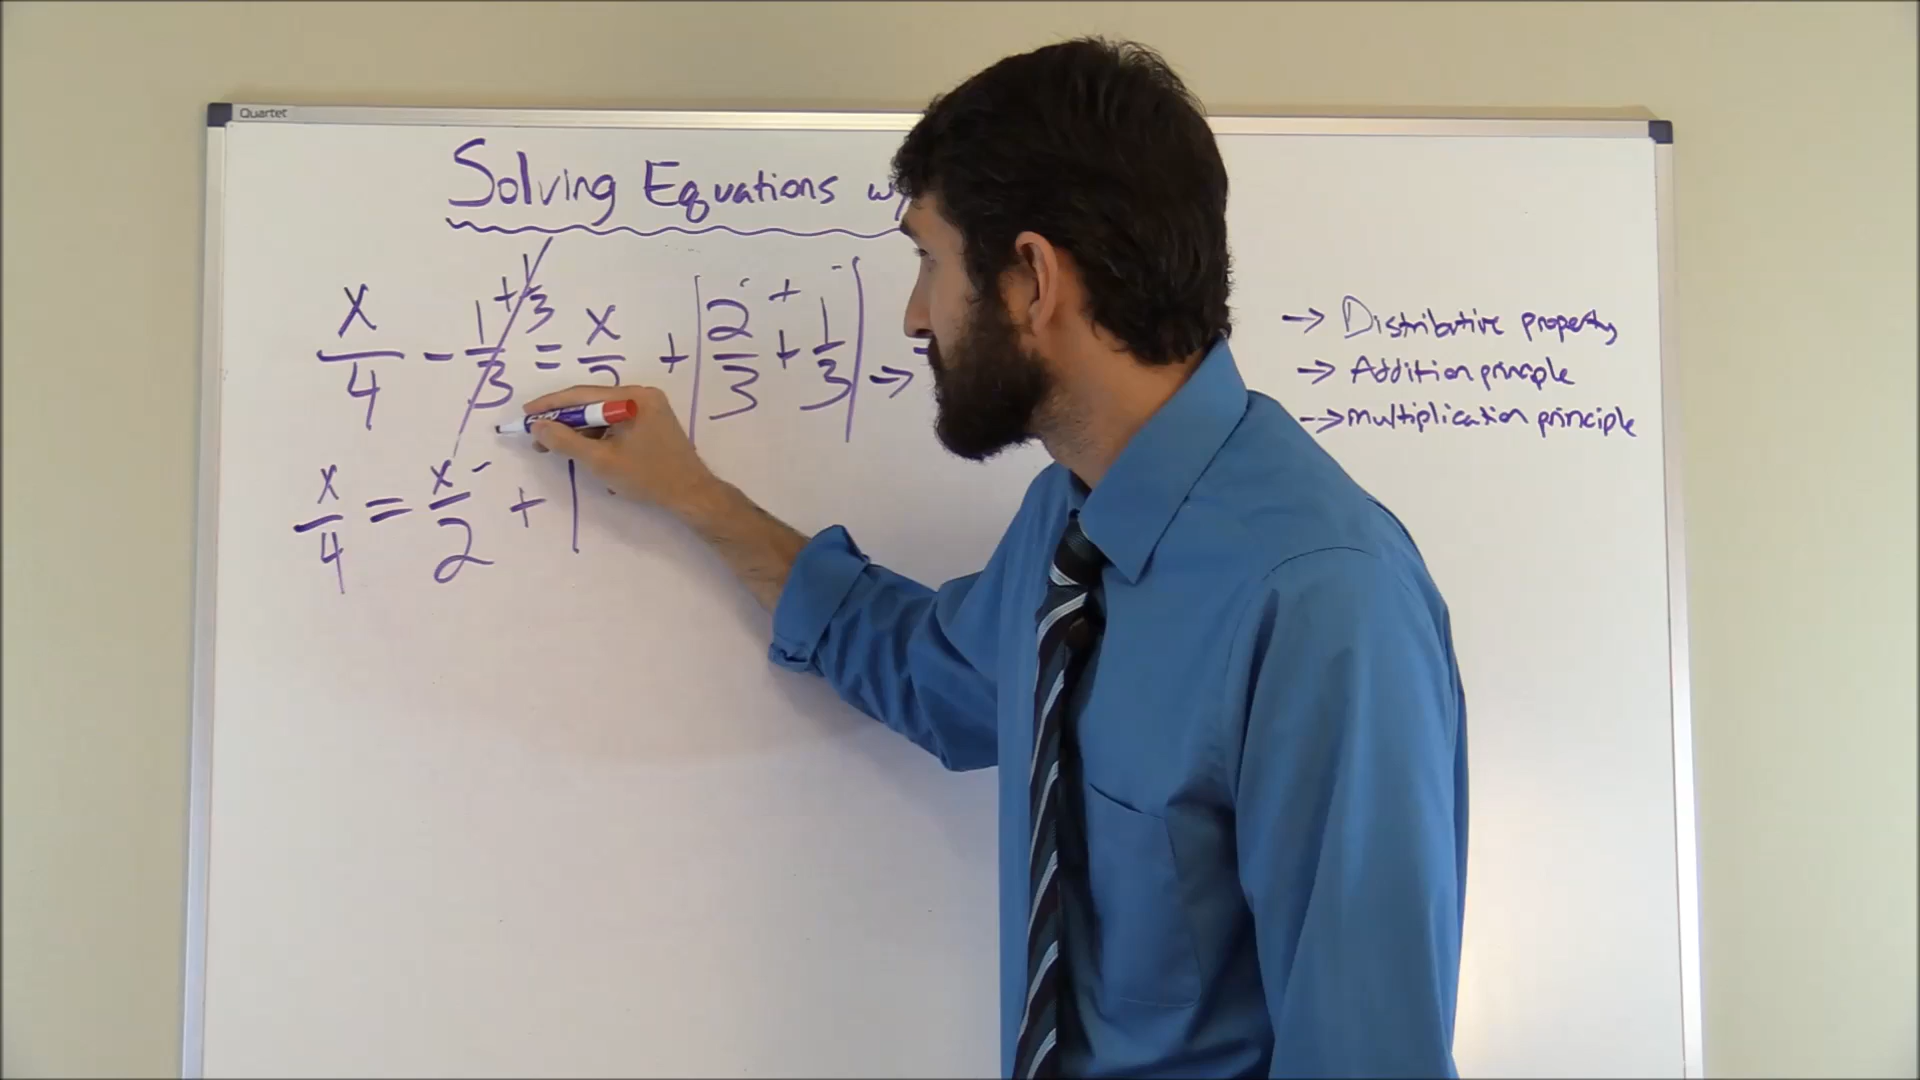 Quartet
Solving Equations w/
x/4 - 1/3 + 1/3 = x/2 + | 2/3 + 1/3 | →
x/4 = x/2 + 1
→ Distributive property
→ Addition principle
→ Multiplication principle